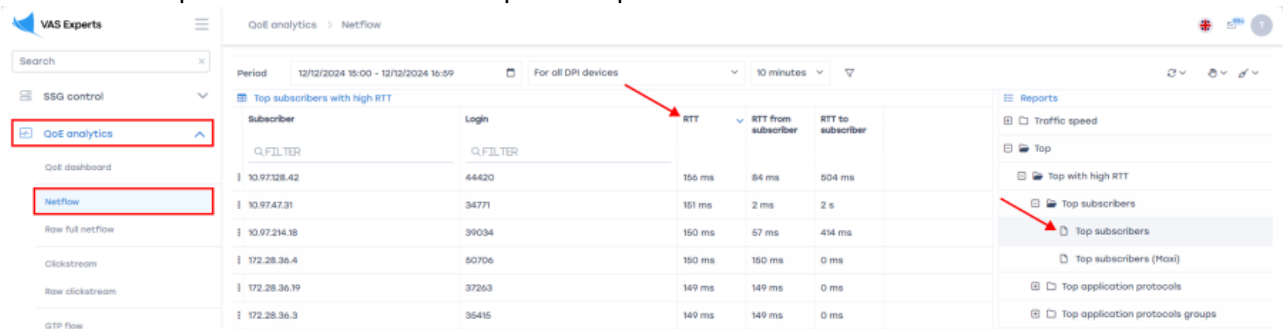 VAS Experts
QoE analytics > Netflow
T
Search
SSG control
QoE analytics
QoE dashboard
Netflow
Raw full netflow
Clickstream
Raw clickstream
GTP flow
Period 12/12/2024 15:00 - 12/12/2024 16:59 For all DPI devices 10 minutes
Top subscribers with high RTT
Subscriber Login RTT RTT from subscriber RTT to subscriber
FILTER FILTER
10.97.128.42 44420 156 ms 84 ms 504 ms
10.97.47.31 34771 151 ms 2 ms 2 s
10.97.214.18 39034 150 ms 57 ms 414 ms
172.28.36.4 50706 150 ms 150 ms 0 ms
172.28.36.19 37263 149 ms 149 ms 0 ms
172.28.36.3 35415 149 ms 149 ms 0 ms
Reports
Traffic speed
Top
Top with high RTT
Top subscribers
Top subscribers
Top subscribers (Maxi)
Top application protocols
Top application protocols groups